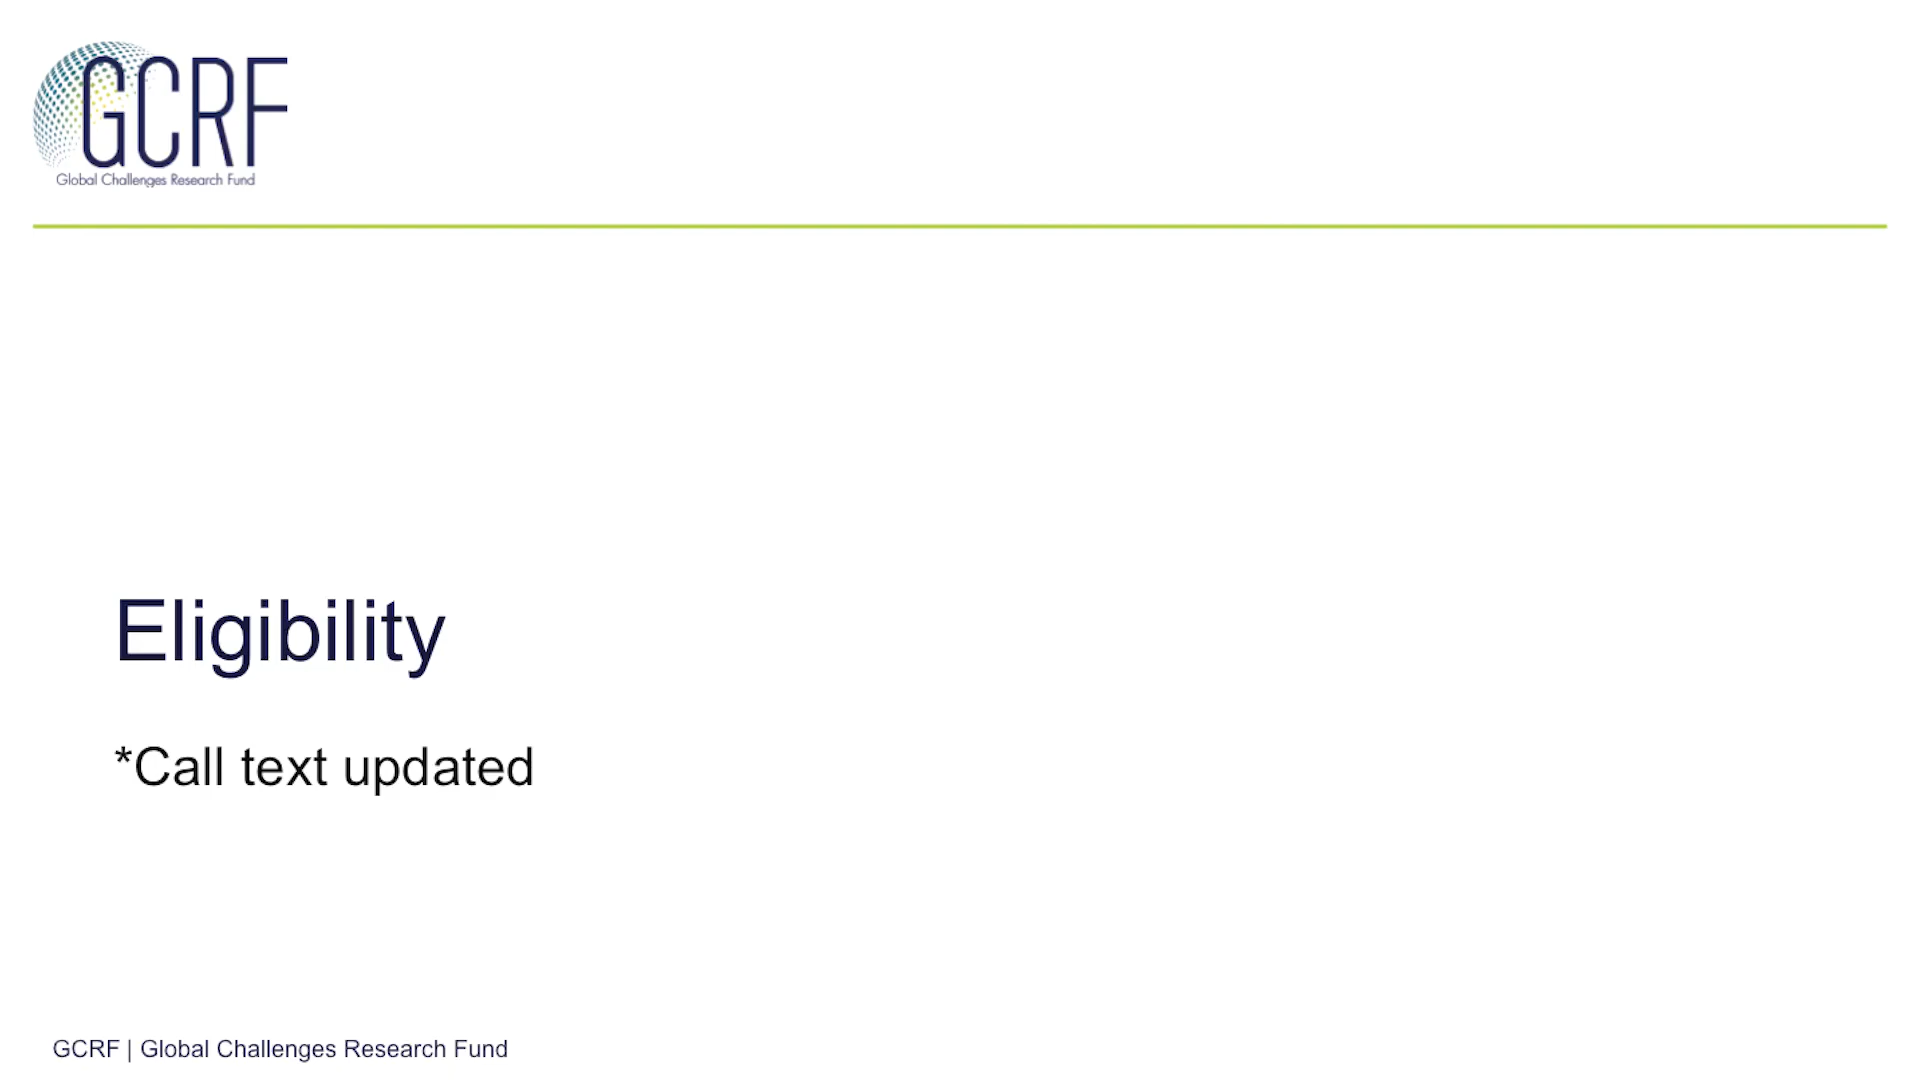 GCRF
Global Challenges Research Fund
Eligibility
*Call text updated
GCRF | Global Challenges Research Fund